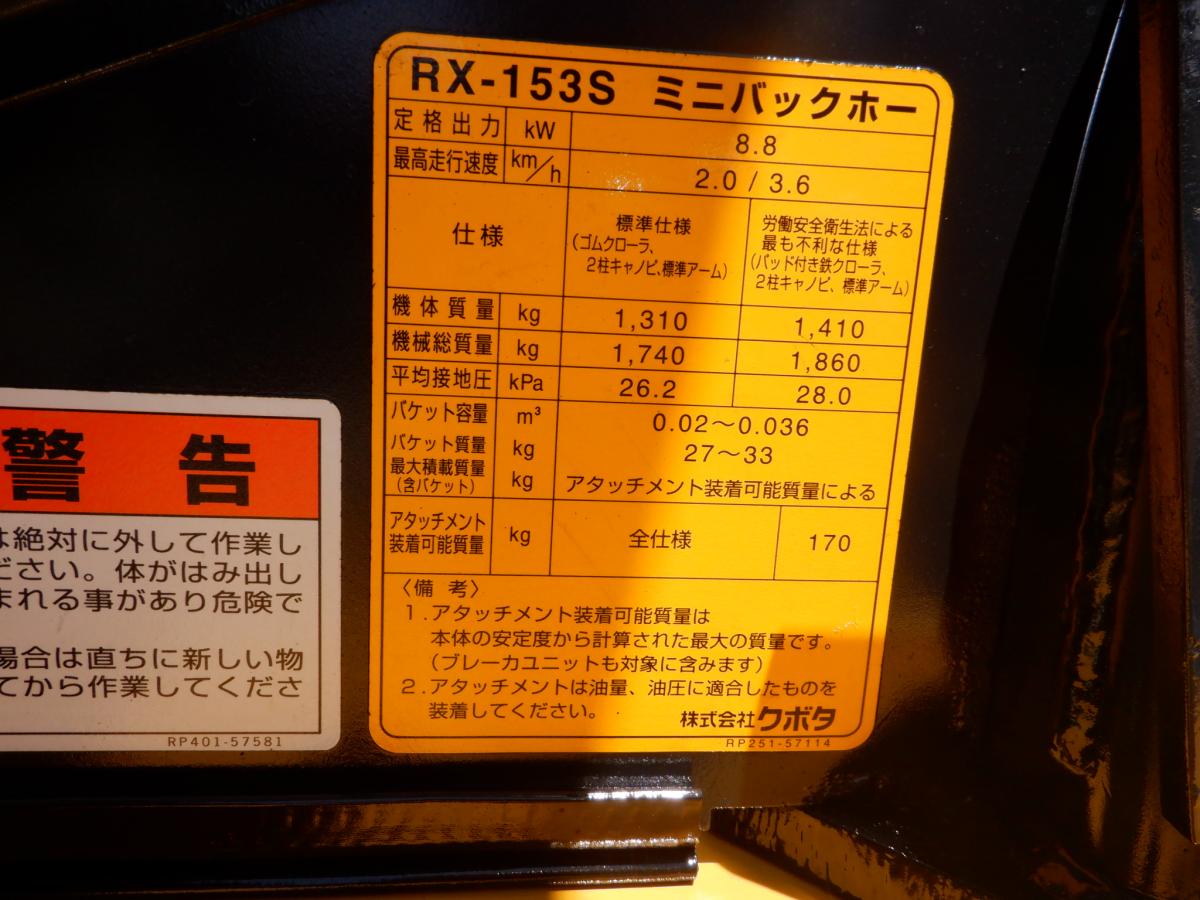 RX-153S ミニバックホー
定格出力 kW 8.8
最高走行速度 km/h 2.0 / 3.6
仕様
標準仕様
(ゴムクローラ、
2柱キャノピ、標準アーム)
労働安全衛生法による
最も不利な仕様
(パッド付き鉄クローラ、
2柱キャノピ、標準アーム)
機体質量 kg 1,310 1,410
機械総質量 kg 1,740 1,860
平均接地圧 kPa 26.2 28.0
バケット容量 m³ 0.02〜0.036
バケット質量 kg 27〜33
最大積載質量
(含バケット) kg アタッチメント装着可能質量による
アタッチメント
装着可能質量 kg 全仕様 170
〈備 考〉
1.アタッチメント装着可能質量は
本体の安定度から計算された最大の質量です。
(ブレーカユニットも対象に含みます)
2.アタッチメントは油量、油圧に適合したものを
装着してください。
株式会社クボタ
RP251-57114
警 告
は絶対に外して作業し
ださい。体がはみ出し
まれる事があり危険で
場合は直ちに新しい物
てから作業してくださ
RP401-57581